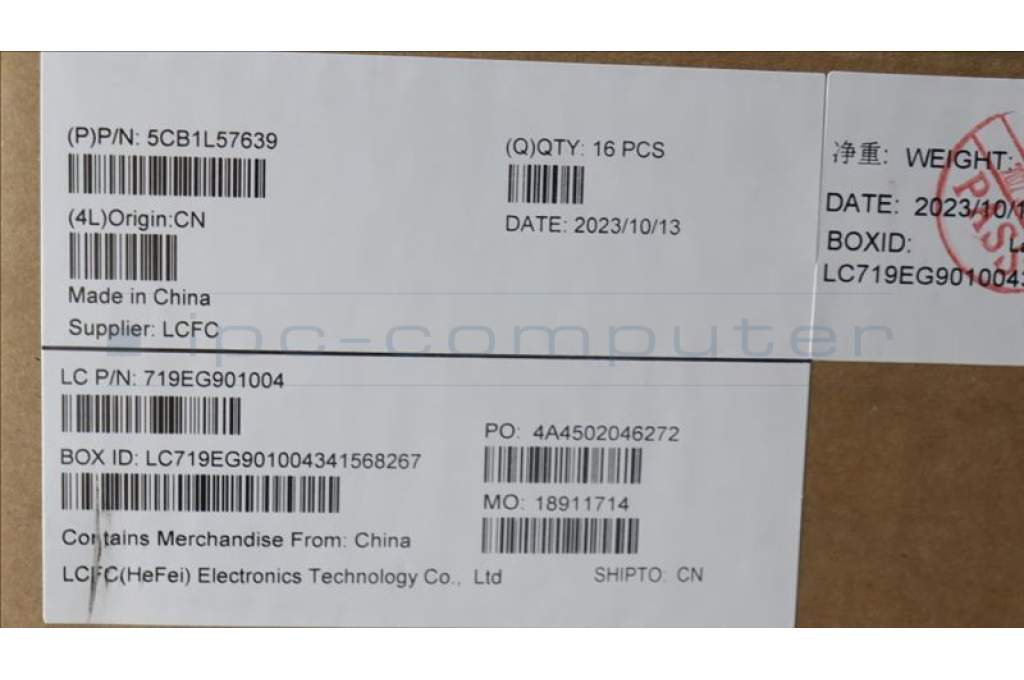 (P)P/N: 5CB1L57639
(4L)Origin:CN
Made in China
Supplier: LCFC
(Q)QTY: 16 PCS
DATE: 2023/10/13
净重: WEIGHT:
DATE: 2023/10/1
BOXID:
LC719EG901004
PASS
ipc-computer
LC P/N: 719EG901004
BOX ID: LC719EG901004341568267
Contains Merchandise From: China
LCFC(HeFei) Electronics Technology Co., Ltd
PO: 4A4502046272
MO: 18911714
SHIPTO: CN